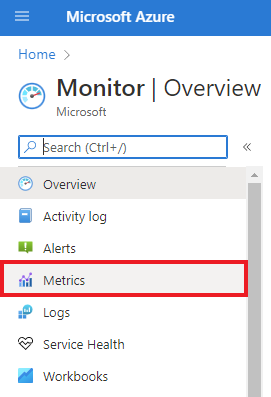 Microsoft Azure
Home >
Monitor | Overview
Microsoft
Search (Ctrl+/)
«
Overview
Activity log
Alerts
Metrics
Logs
Service Health
Workbooks